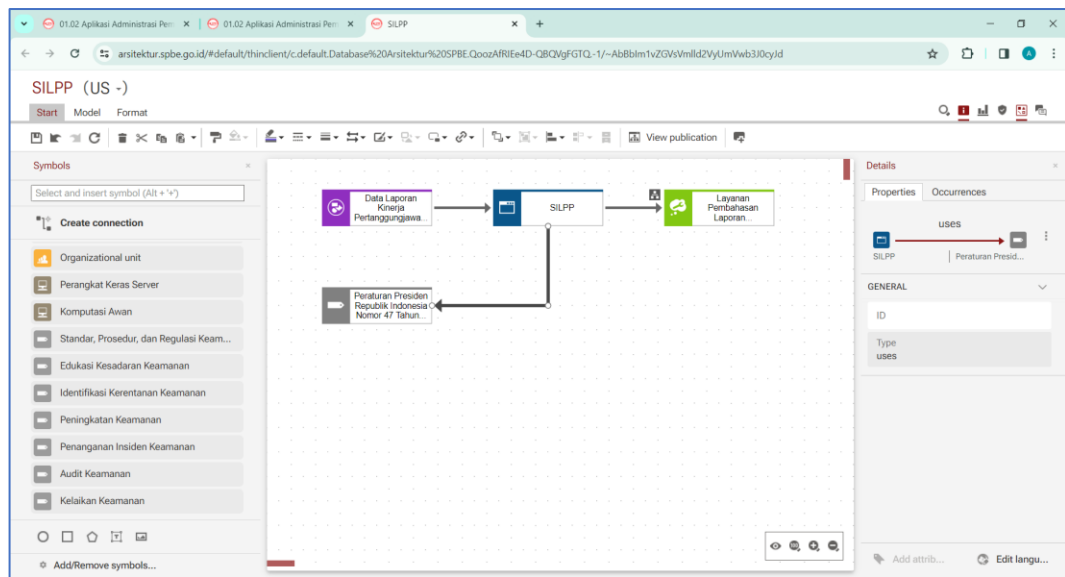 01.02 Aplikasi Administrasi Pem
01.02 Aplikasi Administrasi Pem
SILPP
arsitektur.spbe.go.id/#default/thinclient/c.default.Database%20Arsitektur%20SPBE.QoozAfRIEe4D-QBQVgFGTQ.-1/~AbBbIm1vZGVsVmlld2VyUmVwb3J0cyJd
A
SILPP (US -)
Start Model Format
View publication
Symbols
Select and insert symbol (Alt + '+')
Create connection
Organizational unit
Perangkat Keras Server
Komputasi Awan
Standar, Prosedur, dan Regulasi Keam...
Edukasi Kesadaran Keamanan
Identifikasi Kerentanan Keamanan
Peningkatan Keamanan
Penanganan Insiden Keamanan
Audit Keamanan
Kelaikan Keamanan
Add/Remove symbols...
Data Laporan
Kinerja
Pertanggungjawa...
SILPP
Layanan
Pembahasan
Laporan...
Peraturan Presiden
Republik Indonesia
Nomor 47 Tahun...
Details
Properties Occurrences
uses
SILPP Peraturan Presid...
GENERAL
ID
Type
uses
Add attrib... Edit langu...